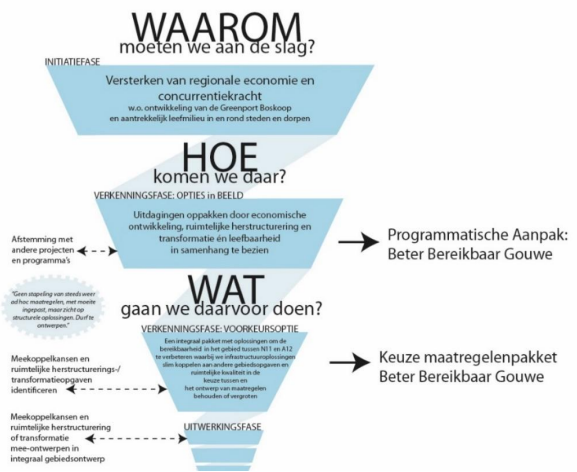 WAAROM
moeten we aan de slag?
INITIATIEFASE
Versterken van regionale economie en
concurrentiekracht
w.o. ontwikkeling van de Greenport Boskoop
en aantrekkelijk leefmilieu in en rond steden en dorpen
HOE
komen we daar?
VERKENNINGSFASE: OPTIES in BEELD
Uitdagingen oppakken door economische
ontwikkeling, ruimtelijke herstructurering en
transformatie én leefbaarheid
in samenhang te bezien
Afstemming met
andere projecten
en programma's
Programmatische Aanpak:
Beter Bereikbaar Gouwe
WAT
gaan we daarvoor doen?
"Geen stapeling van steeds weer
ad hoc maatregelen, met moeite
ingepast, maar zicht op
structurele oplossingen. Durf te
ontwerpen."
VERKENNINGSFASE: VOORKEURSOPTIE
Een integraal pakket met oplossingen om de
bereikbaarheid in het gebied tussen N11 en A12
te verbeteren waarbij we infrastructuuroplossingen
slim koppelen aan andere gebiedsopgaven en
ruimtelijke kwaliteit in de
keuze tussen en
het ontwerp van maatregelen
behouden of vergroten
Meekoppelkansen en
ruimtelijke herstructurerings-/
transformatieopgaven
identificeren
Keuze maatregelenpakket
Beter Bereikbaar Gouwe
Meekoppelkansen en
ruimtelijke herstructurering
of transformatie
mee-ontwerpen in
integraal gebiedsontwerp
UITWERKINGSFASE